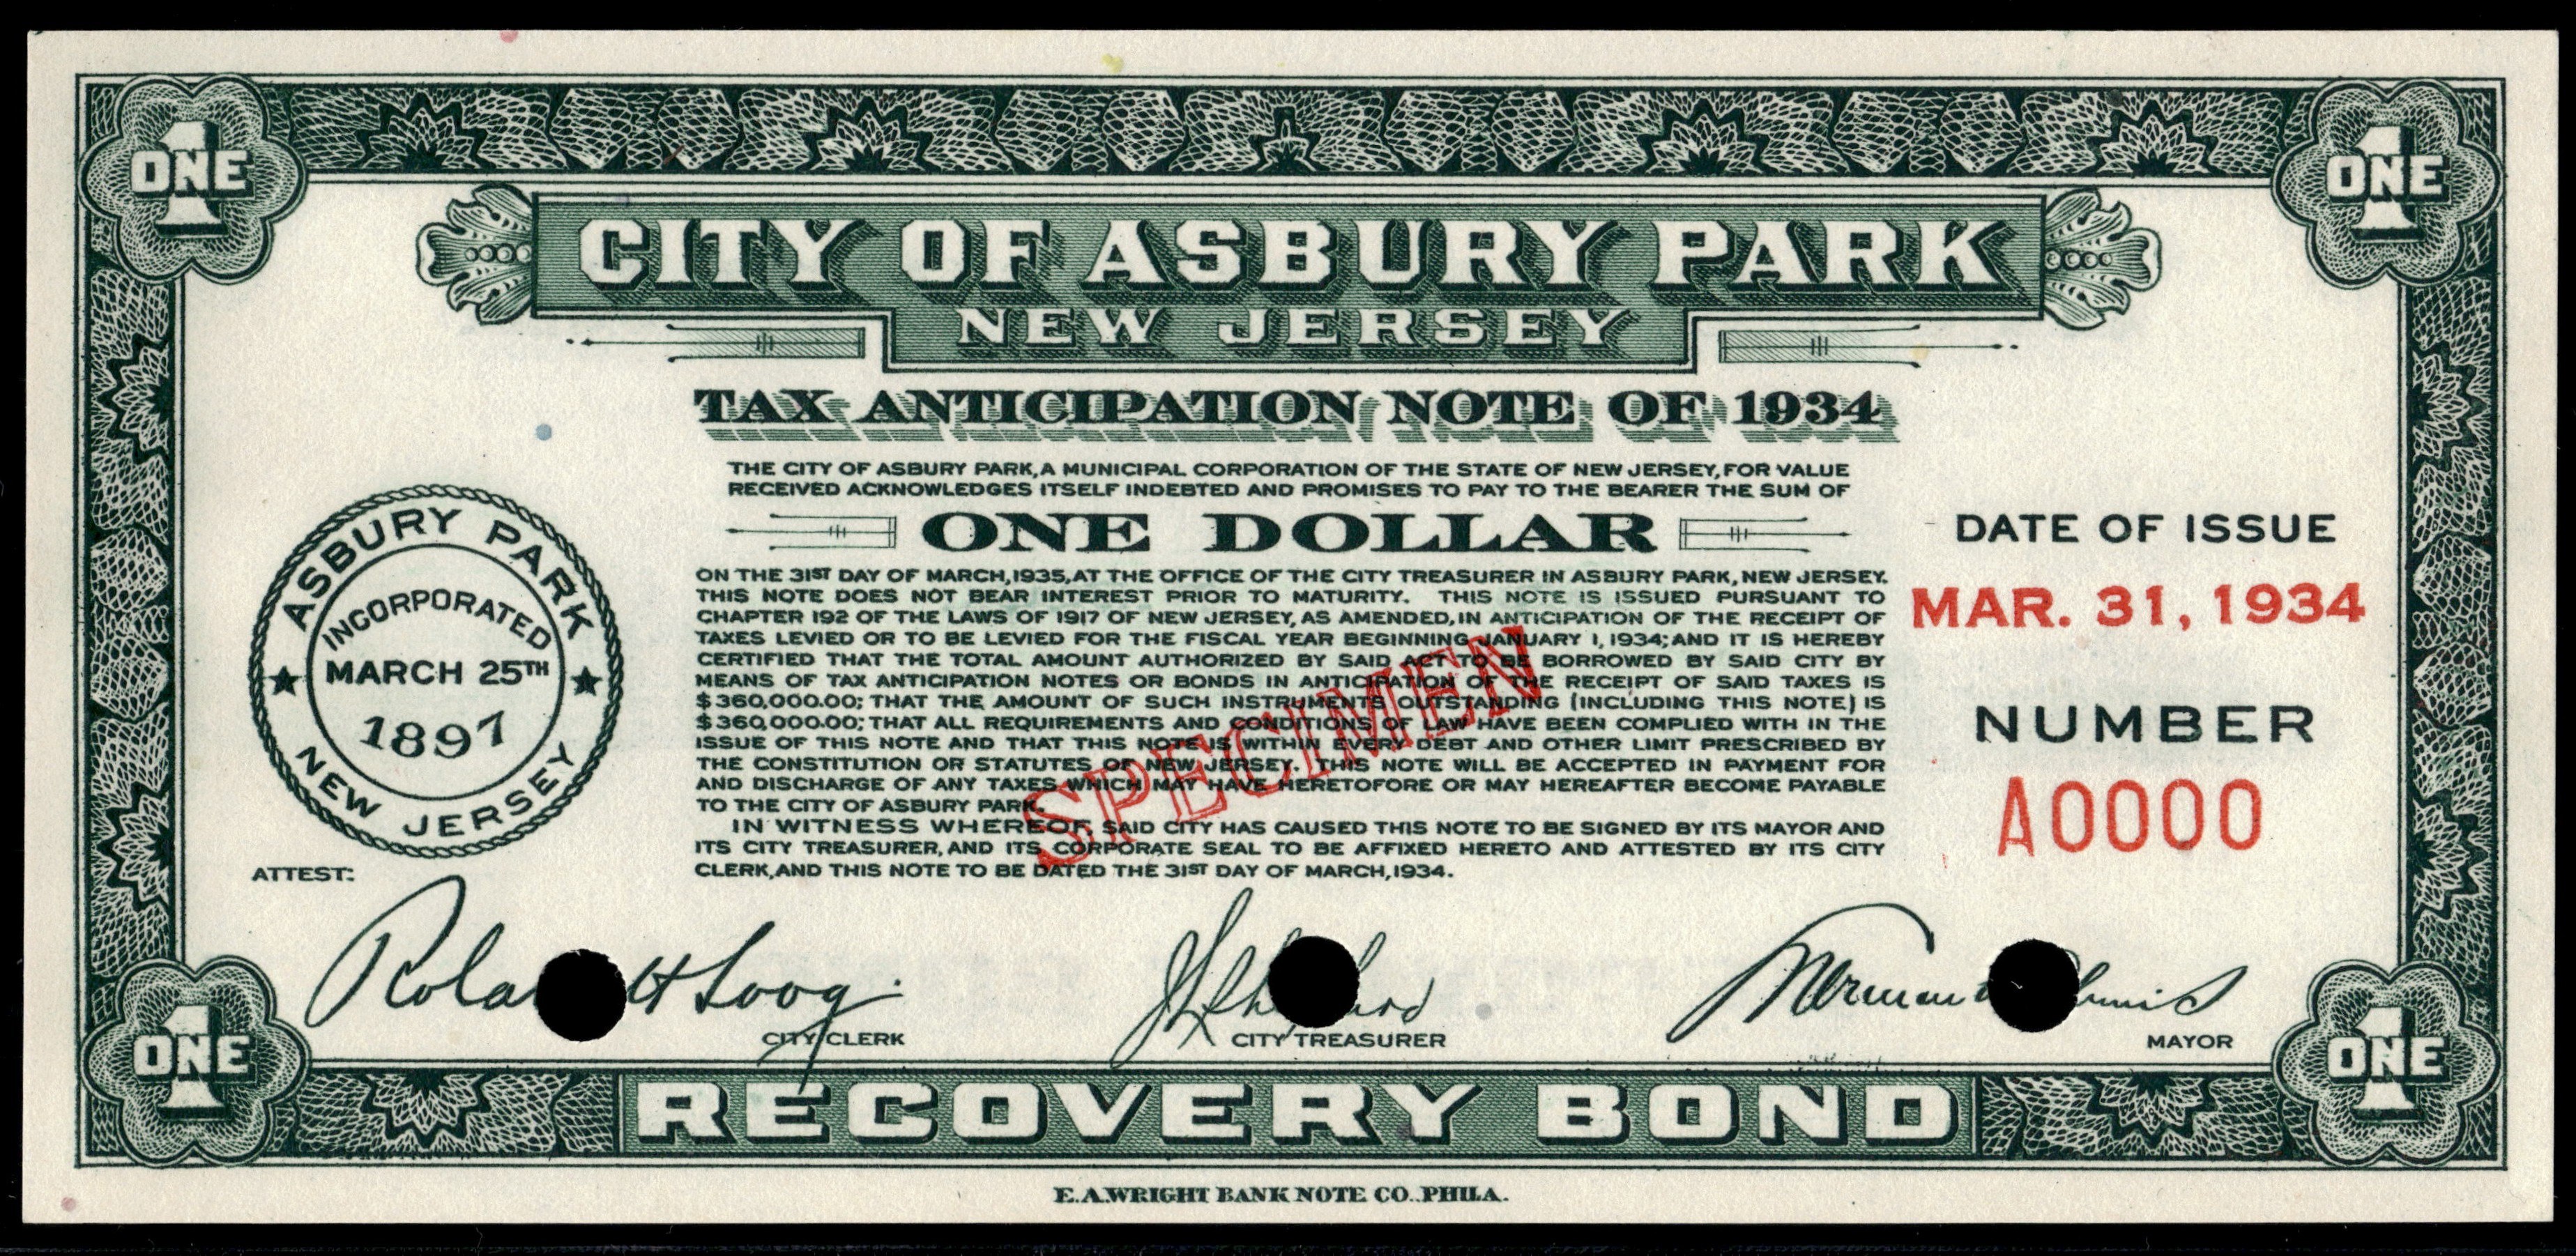 1 ONE
1 ONE
CITY OF ASBURY PARK
NEW JERSEY
TAX ANTICIPATION NOTE OF 1934
THE CITY OF ASBURY PARK, A MUNICIPAL CORPORATION OF THE STATE OF NEW JERSEY, FOR VALUE
RECEIVED ACKNOWLEDGES ITSELF INDEBTED AND PROMISES TO PAY TO THE BEARER THE SUM OF
ONE DOLLAR
ON THE 31ST DAY OF MARCH, 1935, AT THE OFFICE OF THE CITY TREASURER IN ASBURY PARK, NEW JERSEY.
THIS NOTE DOES NOT BEAR INTEREST PRIOR TO MATURITY. THIS NOTE IS ISSUED PURSUANT TO
CHAPTER 192 OF THE LAWS OF 1917 OF NEW JERSEY, AS AMENDED, IN ANTICIPATION OF THE RECEIPT OF
TAXES LEVIED OR TO BE LEVIED FOR THE FISCAL YEAR BEGINNING JANUARY 1, 1934; AND IT IS HEREBY
CERTIFIED THAT THE TOTAL AMOUNT AUTHORIZED BY SAID ACT TO BE BORROWED BY SAID CITY BY
MEANS OF TAX ANTICIPATION NOTES OR BONDS IN ANTICIPATION OF THE RECEIPT OF SAID TAXES IS
$360,000.00; THAT THE AMOUNT OF SUCH INSTRUMENTS OUTSTANDING (INCLUDING THIS NOTE) IS
$360,000.00; THAT ALL REQUIREMENTS AND CONDITIONS OF LAW HAVE BEEN COMPLIED WITH IN THE
ISSUE OF THIS NOTE AND THAT THIS NOTE IS WITHIN EVERY DEBT AND OTHER LIMIT PRESCRIBED BY
THE CONSTITUTION OR STATUTES OF NEW JERSEY. THIS NOTE WILL BE ACCEPTED IN PAYMENT FOR
AND DISCHARGE OF ANY TAXES WHICH MAY HAVE HERETOFORE OR MAY HEREAFTER BECOME PAYABLE
TO THE CITY OF ASBURY PARK.
IN WITNESS WHEREOF, SAID CITY HAS CAUSED THIS NOTE TO BE SIGNED BY ITS MAYOR AND
ITS CITY TREASURER, AND ITS CORPORATE SEAL TO BE AFFIXED HERETO AND ATTESTED BY ITS CITY
CLERK, AND THIS NOTE TO BE DATED THE 31ST DAY OF MARCH, 1934.
SPECIMEN
ASBURY PARK
INCORPORATED
MARCH 25TH
1897
NEW JERSEY
DATE OF ISSUE
MAR. 31, 1934
NUMBER
A0000
ATTEST:
CITY CLERK
CITY TREASURER
MAYOR
1 ONE
1 ONE
RECOVERY BOND
E.A.WRIGHT BANK NOTE CO. PHILA.